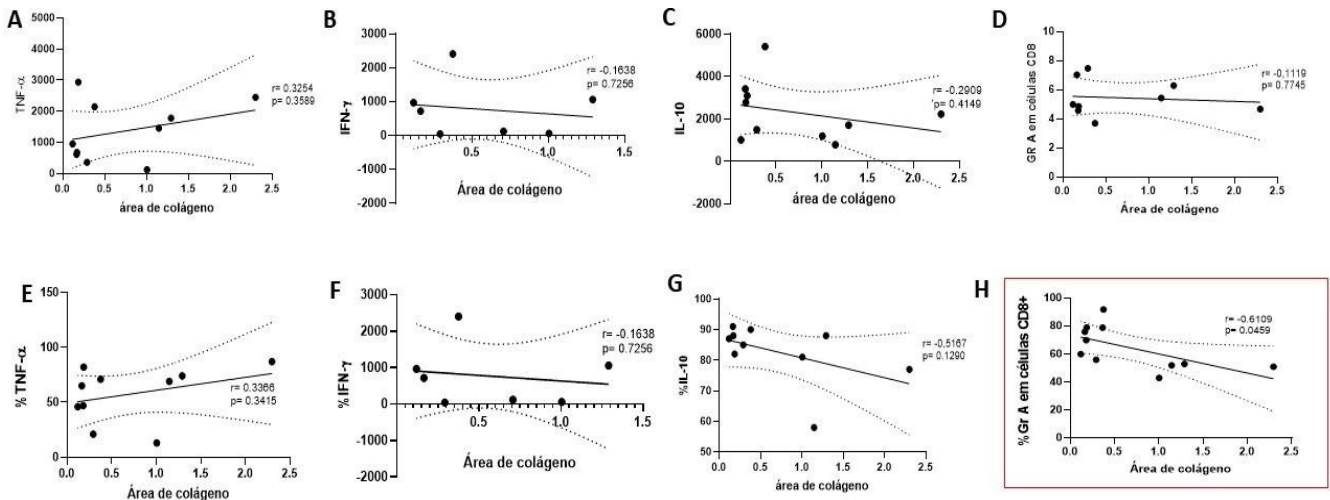 A
TNF-α
5000
4000
3000
2000
1000
0
0.0 0.5 1.0 1.5 2.0 2.5
área de colágeno
r= 0.3254
p= 0.3589
B
IFN-γ
3000
2000
1000
0
-1000
-2000
0.5 1.0 1.5
Área de colágeno
r= -0.1638
p= 0.7256
C
IL-10
6000
4000
2000
0
-2000
0.5 1.0 1.5 2.0 2.5
área de colágeno
r= -0.2909
p= 0.4149
D
GR A em células CD8
10
8
6
4
2
0
0.0 0.5 1.0 1.5 2.0 2.5
Área de colágeno
r= -0.1119
p= 0.7745
E
%TNF-α
150
100
50
0
0.0 0.5 1.0 1.5 2.0 2.5
Área de colágeno
r= 0.3366
p= 0.3415
F
%IFN-γ
3000
2000
1000
0
-1000
-2000
0.5 1.0 1.5
Área de colágeno
r= -0.1638
p= 0.7256
G
%IL-10
100
90
80
70
60
50
0.0 0.5 1.0 1.5 2.0 2.5
área de colágeno
r= -0.5167
p= 0.1290
H
%Gr A em células CD8+
100
80
60
40
20
0
0.0 0.5 1.0 1.5 2.0 2.5
Área de colágeno
r= -0.6109
p= 0.0459